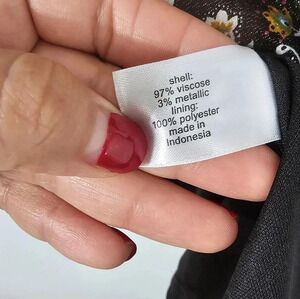 shell:
97% viscose
3% metallic
lining:
100% polyester
made in
Indonesia